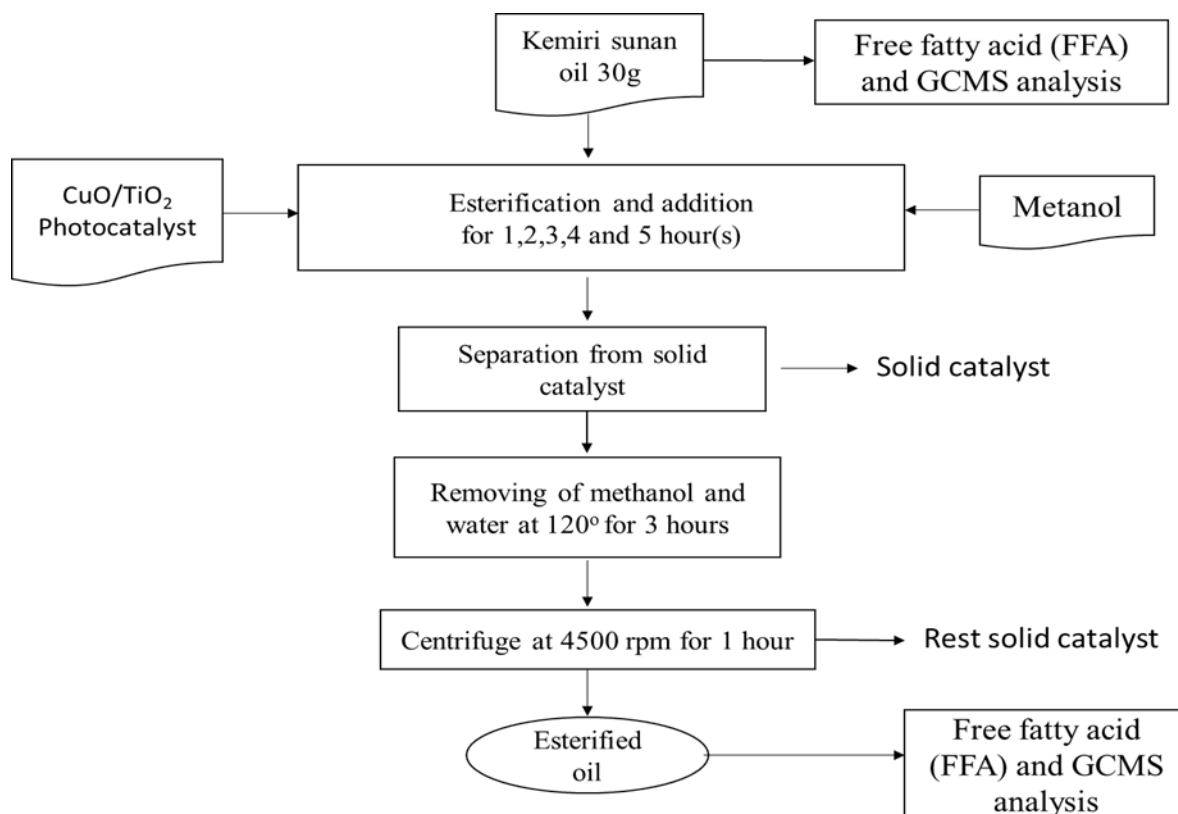 Kemiri sunan
oil 30g
Free fatty acid (FFA)
and GCMS analysis
CuO/TiO₂
Photocatalyst
Esterification and addition
for 1,2,3,4 and 5 hour(s)
Metanol
Separation from solid
catalyst
Solid catalyst
Removing of methanol and
water at 120º for 3 hours
Centrifuge at 4500 rpm for 1 hour
Rest solid catalyst
Esterified
oil
Free fatty acid
(FFA) and GCMS
analysis